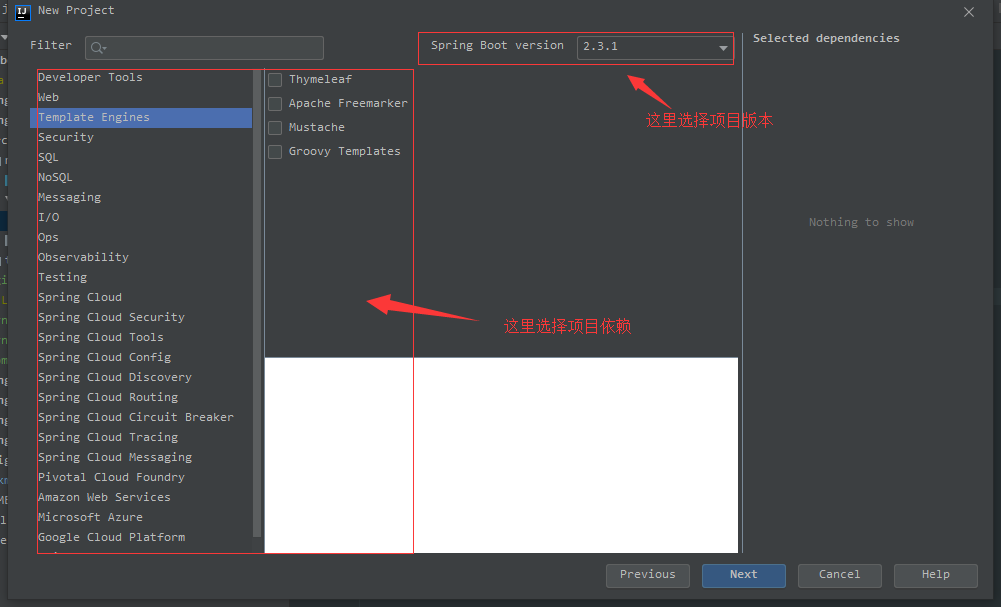 New Project
Filter
Spring Boot version 2.3.1
Selected dependencies
Developer Tools
Web
Template Engines
Security
SQL
NoSQL
Messaging
I/O
Ops
Observability
Testing
Spring Cloud
Spring Cloud Security
Spring Cloud Tools
Spring Cloud Config
Spring Cloud Discovery
Spring Cloud Routing
Spring Cloud Circuit Breaker
Spring Cloud Tracing
Spring Cloud Messaging
Pivotal Cloud Foundry
Amazon Web Services
Microsoft Azure
Google Cloud Platform
Thymeleaf
Apache Freemarker
Mustache
Groovy Templates
这里选择项目版本
这里选择项目依赖
Nothing to show
Previous
Next
Cancel
Help